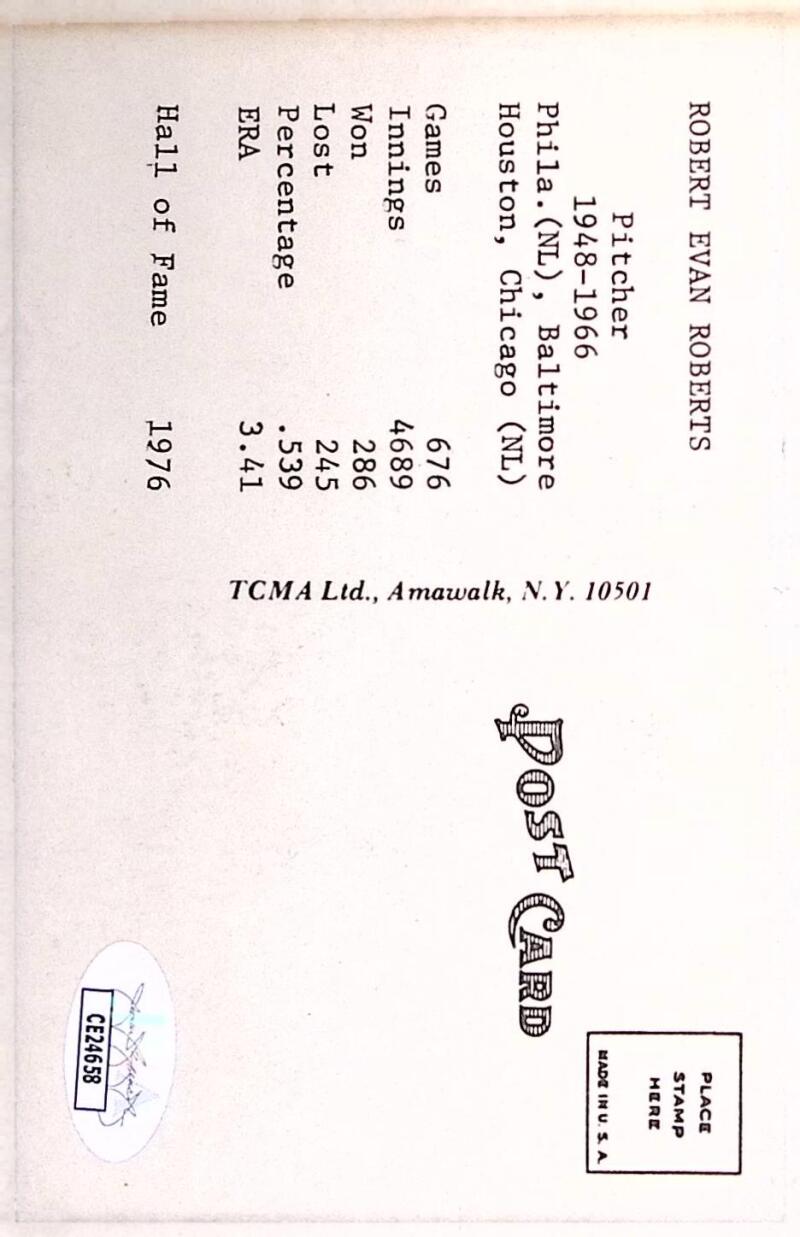 ROBERT EVAN ROBERTS
Pitcher
1948-1966
Phila.(NL), Baltimore
Houston, Chicago (NL)
Games 676
Innings 4689
Won 286
Lost 245
Percentage .539
ERA 3.41
Hall of Fame 1976
TCMA Ltd., Amawalk, N.Y. 10501
POST CARD
PLACE
STAMP
HERE
MADE IN U.S.A.
CE24658